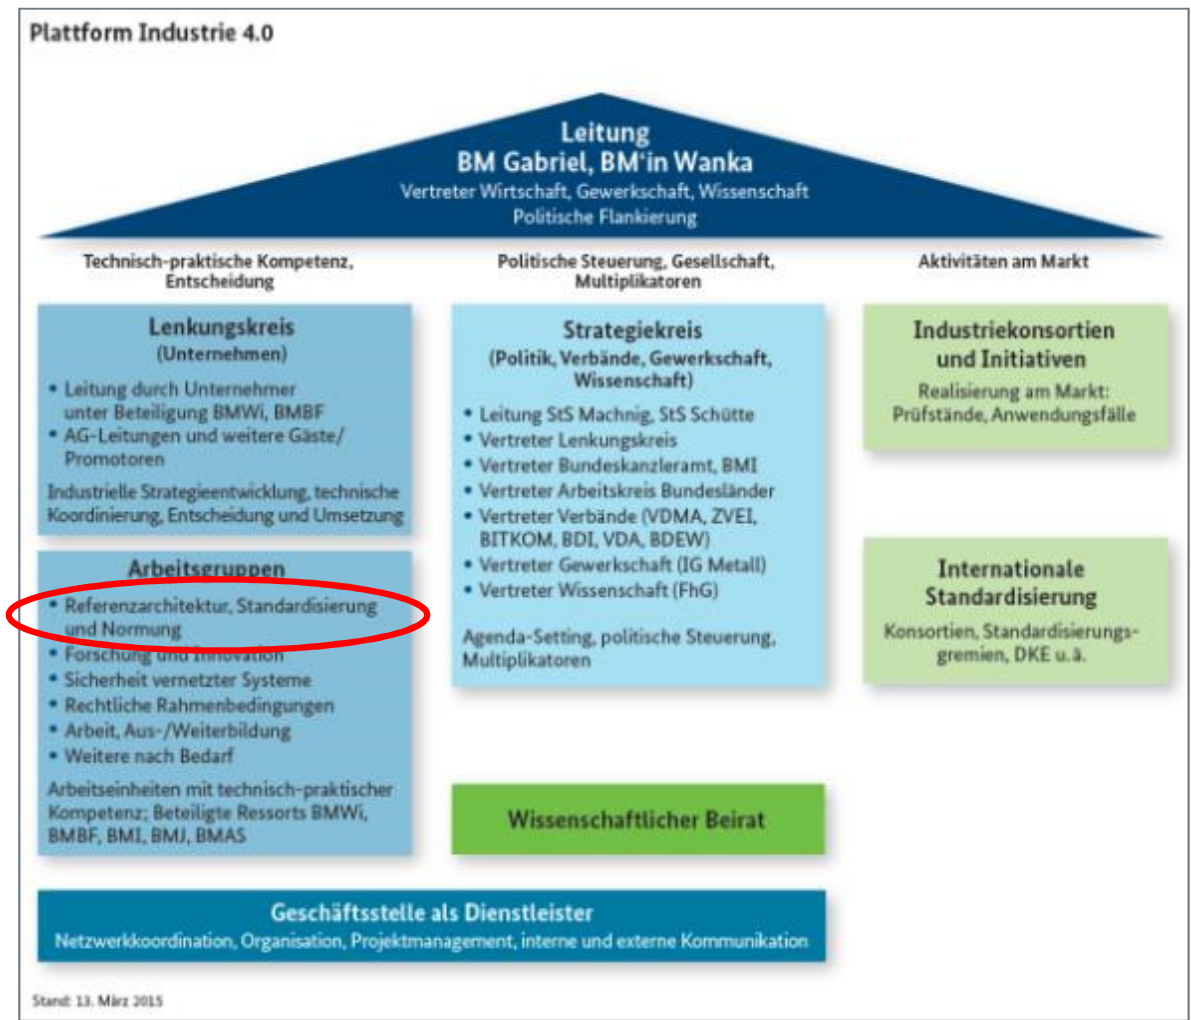 Plattform Industrie 4.0
Leitung
BM Gabriel, BM'in Wanka
Vertreter Wirtschaft, Gewerkschaft, Wissenschaft
Politische Flankierung
Technisch-praktische Kompetenz,
Entscheidung
Lenkungskreis
(Unternehmen)
• Leitung durch Unternehmer
unter Beteiligung BMWi, BMBF
• AG-Leitungen und weitere Gäste/
Promotoren
Industrielle Strategieentwicklung, technische
Koordinierung, Entscheidung und Umsetzung
Arbeitsgruppen
• Referenzarchitektur, Standardisierung
und Normung
• Forschung und Innovation
• Sicherheit vernetzter Systeme
• Rechtliche Rahmenbedingungen
• Arbeit, Aus-/Weiterbildung
• Weitere nach Bedarf
Arbeitseinheiten mit technisch-praktischer
Kompetenz; Beteiligte Ressorts BMWi,
BMBF, BMI, BMJ, BMAS
Politische Steuerung, Gesellschaft,
Multiplikatoren
Strategiekreis
(Politik, Verbände, Gewerkschaft,
Wissenschaft)
• Leitung StS Machnig, StS Schütte
• Vertreter Lenkungskreis
• Vertreter Bundeskanzleramt, BMI
• Vertreter Arbeitskreis Bundesländer
• Vertreter Verbände (VDMA, ZVEI,
BITKOM, BDI, VDA, BDEW)
• Vertreter Gewerkschaft (IG Metall)
• Vertreter Wissenschaft (FhG)
Agenda-Setting, politische Steuerung,
Multiplikatoren
Wissenschaftlicher Beirat
Aktivitäten am Markt
Industriekonsortien
und Initiativen
Realisierung am Markt:
Prüfstände, Anwendungsfälle
Internationale
Standardisierung
Konsortien, Standardisierungs-
gremien, DKE u. ä.
Geschäftsstelle als Dienstleister
Netzwerkkoordination, Organisation, Projektmanagement, interne und externe Kommunikation
Stand: 13. März 2015